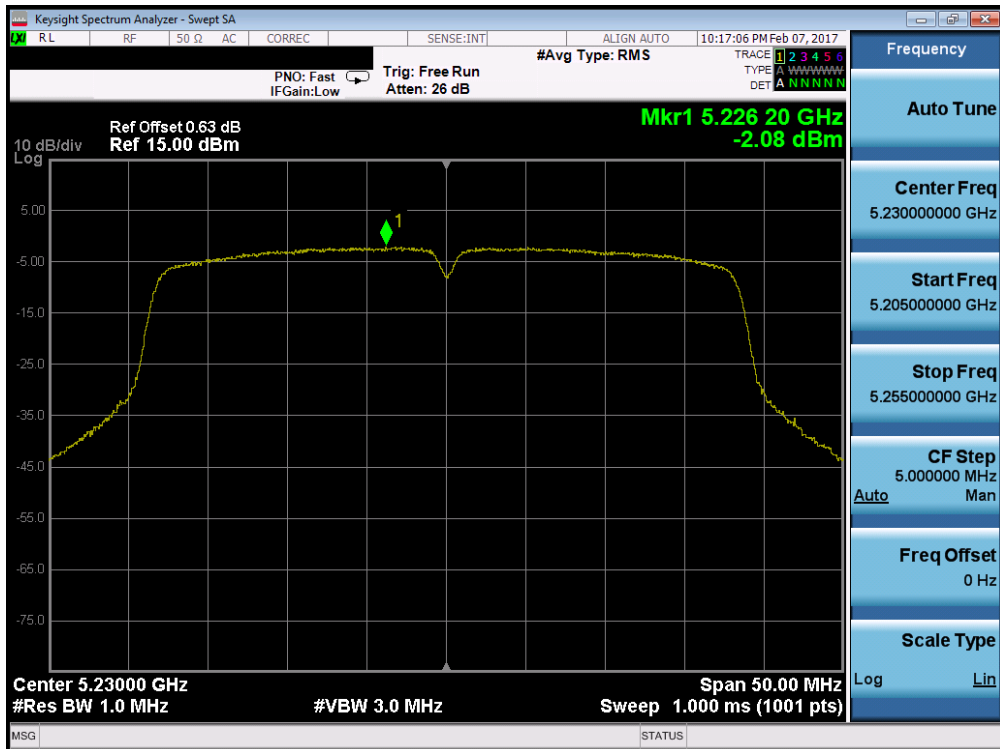 Keysight Spectrum Analyzer - Swept SA
LXI RL RF 50 Ω AC CORREC SENSE:INT ALIGN AUTO 10:17:06 PM Feb 07, 2017
#Avg Type: RMS
TRACE 1 2 3 4 5 6
TYPE A WWWWW
DET A N N N N N
PNO: Fast
IFGain:Low
Trig: Free Run
Atten: 26 dB
Frequency
Auto Tune
Mkr1 5.226 20 GHz
-2.08 dBm
Ref Offset 0.63 dB
Ref 15.00 dBm
10 dB/div
Log
1
5.00
-5.00
-15.0
-25.0
-35.0
-45.0
-55.0
-65.0
-75.0
Center Freq
5.230000000 GHz
Start Freq
5.205000000 GHz
Stop Freq
5.255000000 GHz
CF Step
5.000000 MHz
Auto Man
Freq Offset
0 Hz
Scale Type
Log Lin
Center 5.23000 GHz Span 50.00 MHz
#Res BW 1.0 MHz #VBW 3.0 MHz Sweep 1.000 ms (1001 pts)
MSG STATUS